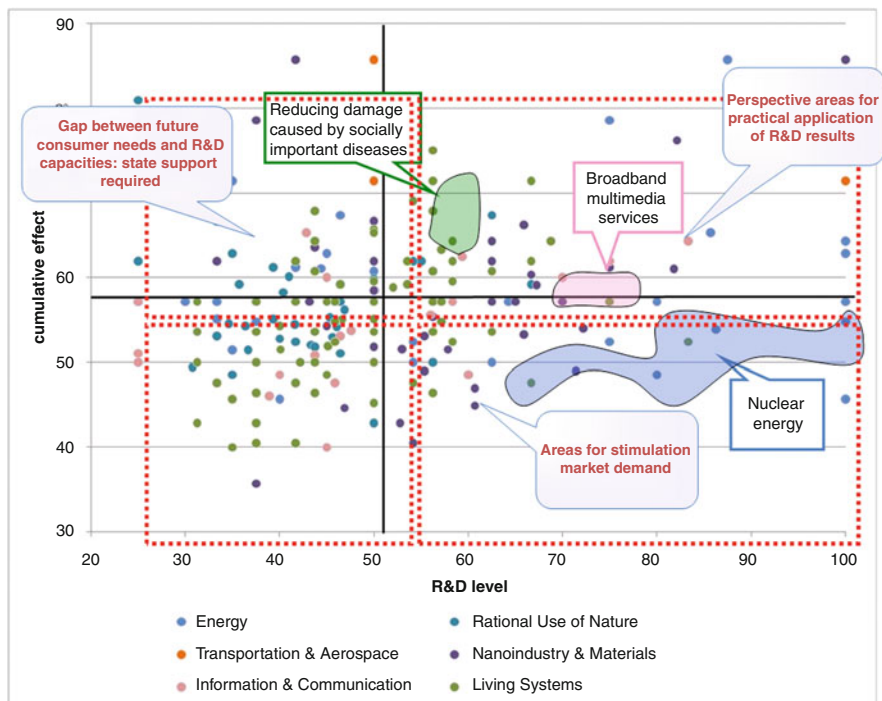 90
Reducing damage
caused by socially
important diseases
Perspective areas for
practical application
of R&D results
Gap between future
consumer needs and R&D
capacities: state support
required
Broadband
multimedia
services
cumulative effect
60
50
Nuclear
energy
Areas for stimulation
market demand
40
30
20 30 40 50 60 70 80 90 100
R&D level
Energy
Rational Use of Nature
Transportation & Aerospace
Nanoindustry & Materials
Information & Communication
Living Systems